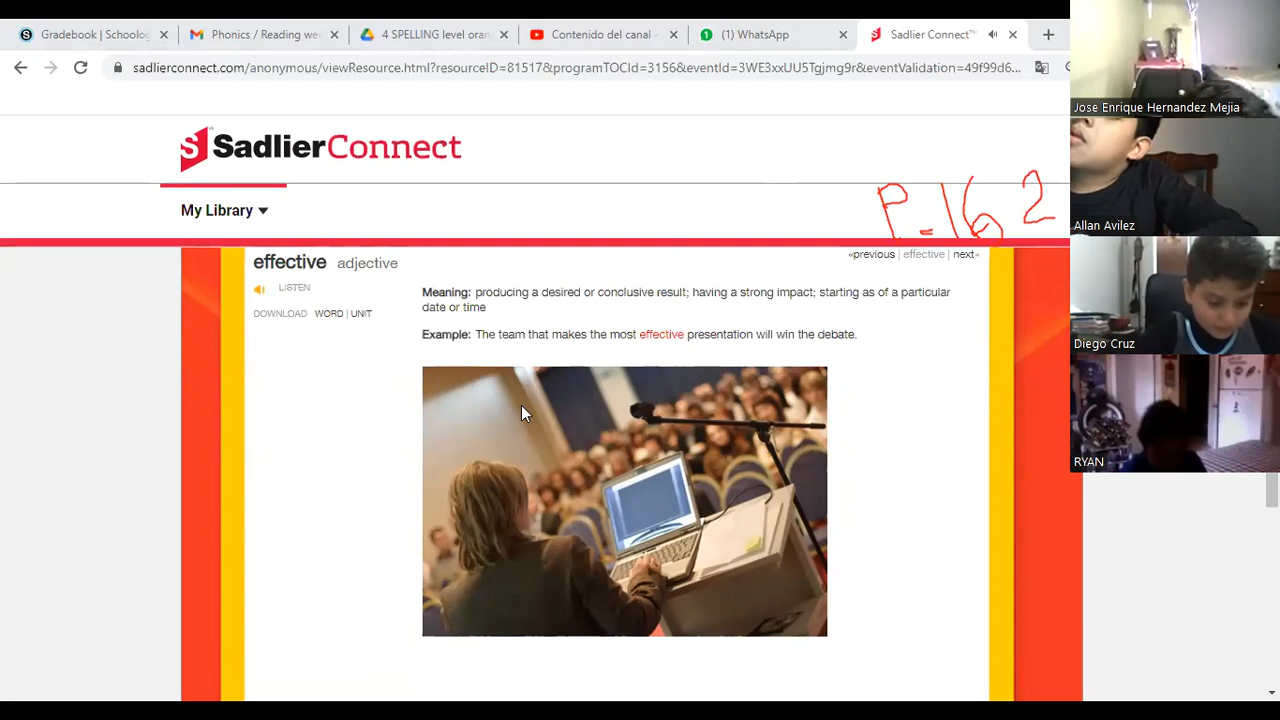 Gradebook | Schoolog
Phonics / Reading we
4 SPELLING level oran
Contenido del canal -
(1) WhatsApp
Sadlier Connect™
sadlierconnect.com/anonymous/viewResource.html?resourceID=81517&programTOCId=3156&eventId=3WE3xxUU5Tgjmg9r&eventValidation=49f99d6...
Jose Enrique Hernandez Mejia
SadlierConnect
My Library
P. 162
Allan Avilez
effective adjective
«previous | effective | next»
LISTEN
DOWNLOAD WORD | UNIT
Meaning: producing a desired or conclusive result; having a strong impact; starting as of a particular
date or time
Example: The team that makes the most effective presentation will win the debate.
Diego Cruz
RYAN